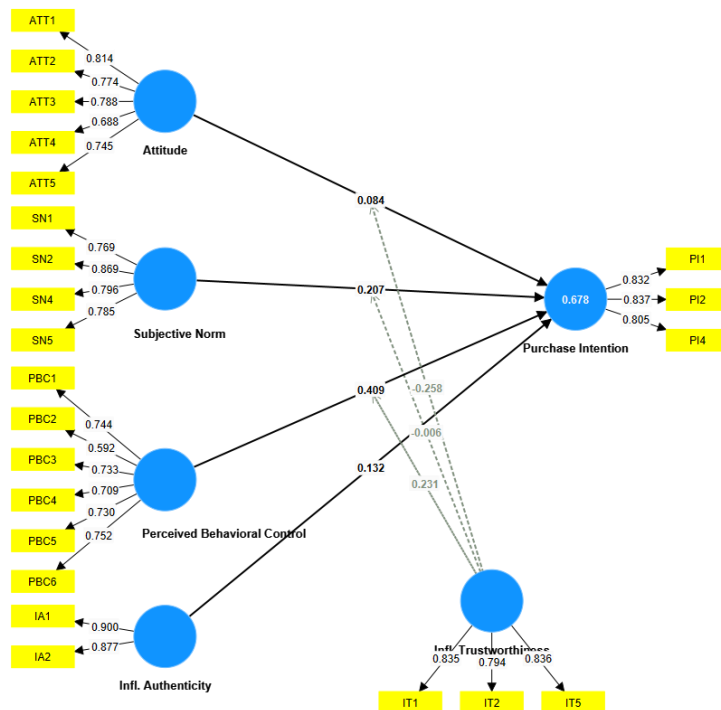 ATT1
ATT2
ATT3
ATT4
ATT5
0.814
0.774
0.788
0.688
0.745
Attitude
SN1
SN2
SN4
SN5
0.769
0.869
0.796
0.785
Subjective Norm
PBC1
PBC2
PBC3
PBC4
PBC5
PBC6
0.744
0.592
0.733
0.709
0.730
0.752
Perceived Behavioral Control
IA1
IA2
0.900
0.877
Infl. Authenticity
0.084
0.207
0.409
0.132
-0.258
-0.006
0.231
0.678
Purchase Intention
0.832
0.837
0.805
PI1
PI2
PI4
Infl. Trustworthiness
0.835
0.794
0.836
IT1
IT2
IT5